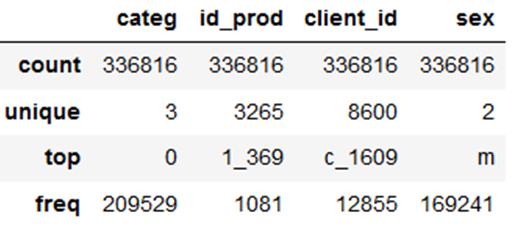 categ id_prod client_id sex
count 336816 336816 336816 336816
unique 3 3265 8600 2
top 0 1_369 c_1609 m
freq 209529 1081 12855 169241